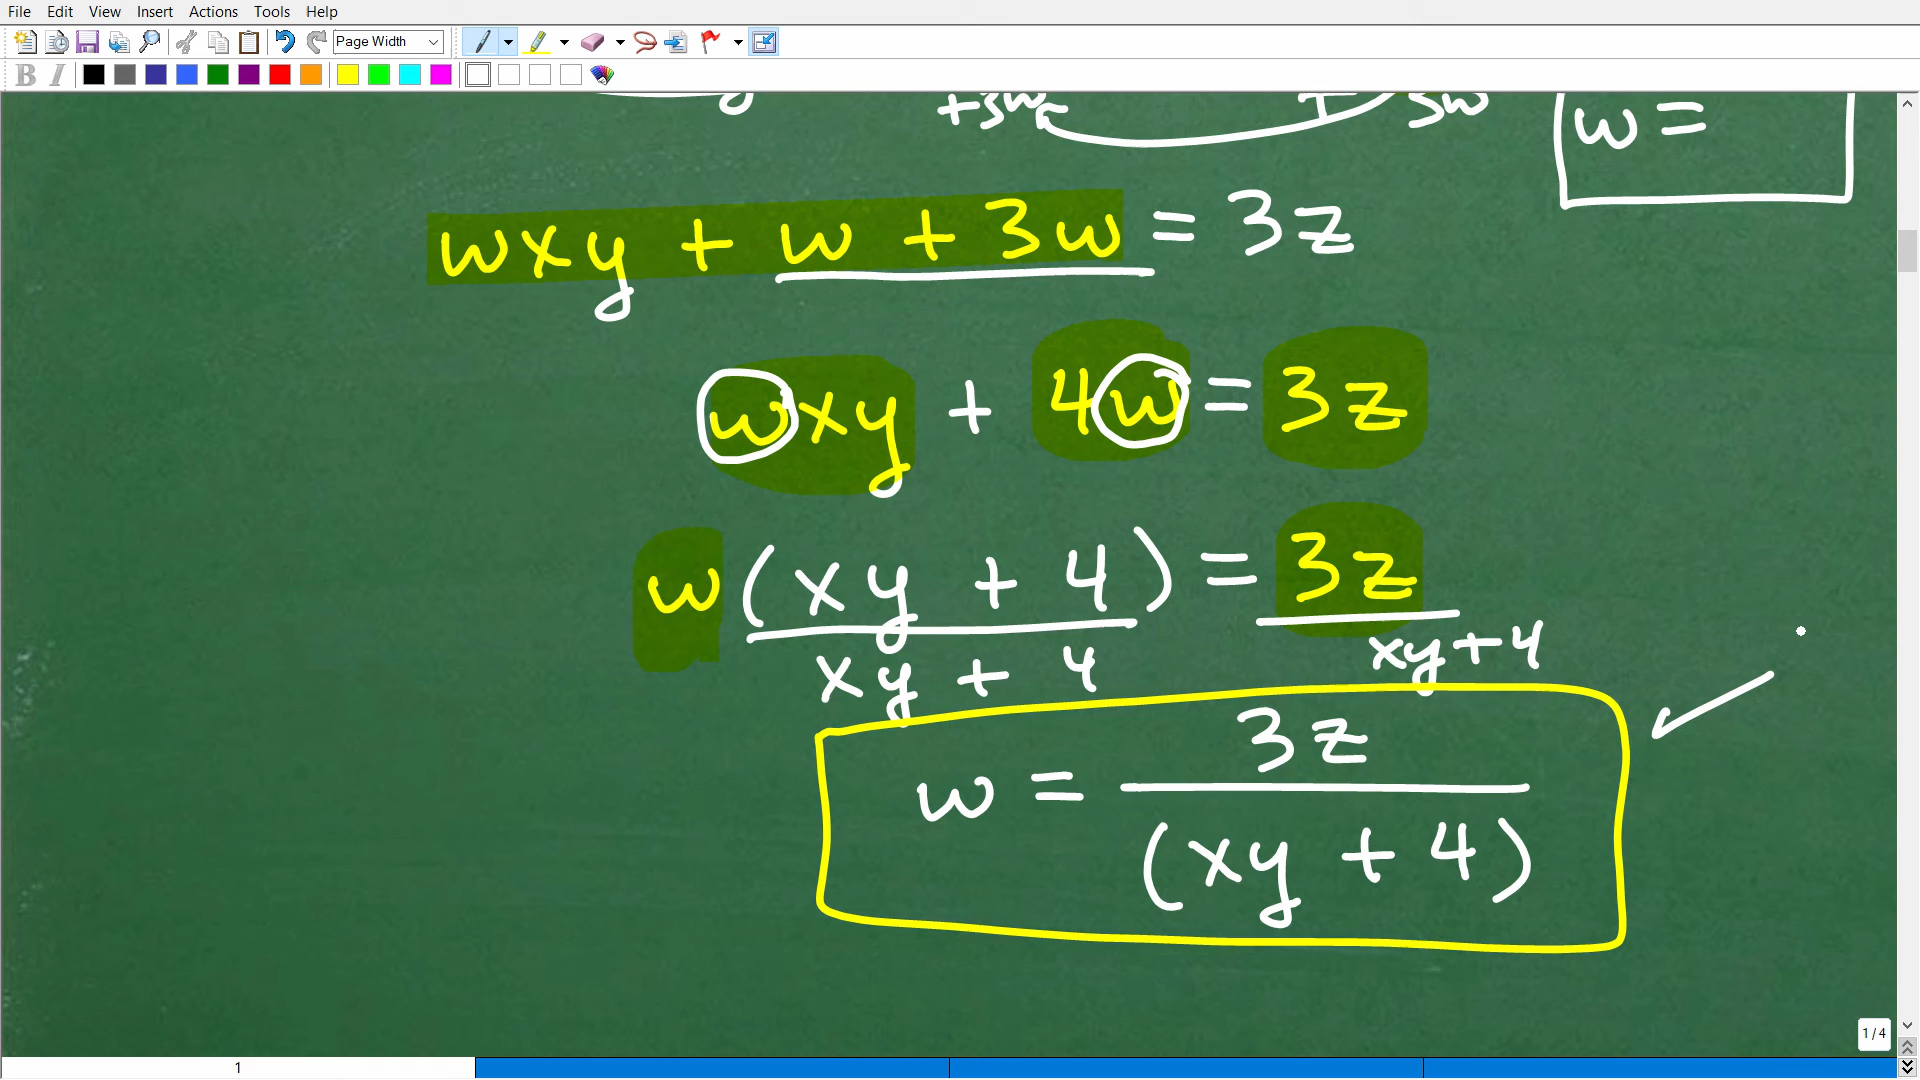 File Edit View Insert Actions Tools Help
Page Width
B I
+3w 3w
w =
wxy + w + 3w = 3z
wxy + 4w = 3z
w(xy + 4) = 3z
xy + 4 xy+4
w = 3z
(xy + 4)
1 / 4
1